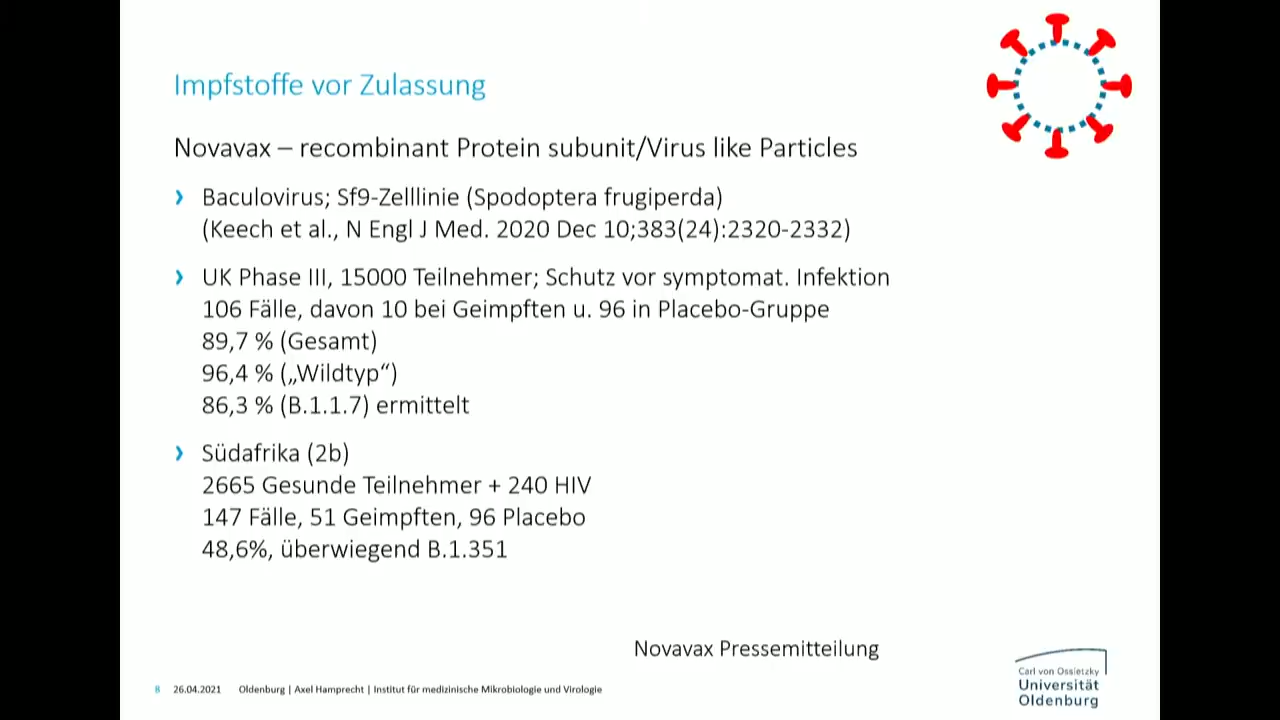 Impfstoffe vor Zulassung
Novavax – recombinant Protein subunit/Virus like Particles
› Baculovirus; Sf9-Zelllinie (Spodoptera frugiperda)
(Keech et al., N Engl J Med. 2020 Dec 10;383(24):2320-2332)
› UK Phase III, 15000 Teilnehmer; Schutz vor symptomat. Infektion
106 Fälle, davon 10 bei Geimpften u. 96 in Placebo-Gruppe
89,7 % (Gesamt)
96,4 % („Wildtyp“)
86,3 % (B.1.1.7) ermittelt
› Südafrika (2b)
2665 Gesunde Teilnehmer + 240 HIV
147 Fälle, 51 Geimpften, 96 Placebo
48,6%, überwiegend B.1.351
Novavax Pressemitteilung
8 26.04.2021 Oldenburg | Axel Hamprecht | Institut für medizinische Mikrobiologie und Virologie
Carl von Ossietzky
Universität
Oldenburg